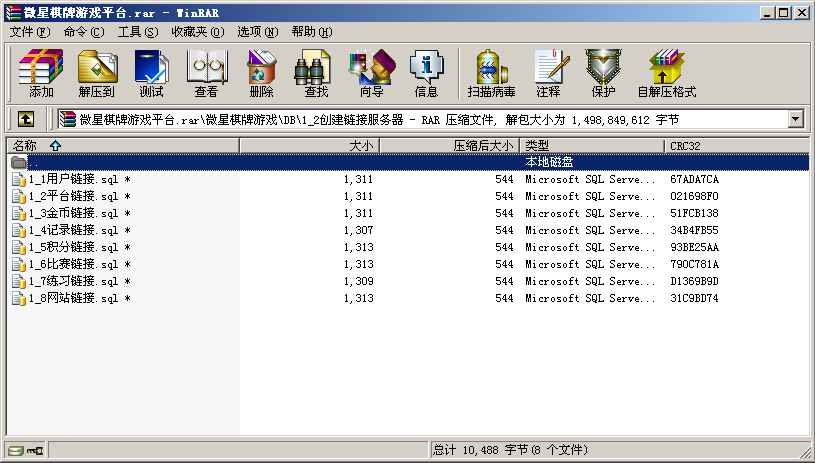 微星棋牌游戏平台.rar - WinRAR
文件(F) 命令(C) 工具(S) 收藏夹(O) 选项(N) 帮助(H)
添加 解压到 测试 查看 删除 查找 向导 信息 扫描病毒 注释 保护 自解压格式
微星棋牌游戏平台.rar\微星棋牌游戏\DB\1_2创建链接服务器 - RAR 压缩文件, 解包大小为 1,498,849,612 字节
名称 大小 压缩后大小 类型 CRC32
.. 本地磁盘
1_1用户链接.sql * 1,311 544 Microsoft SQL Serve... 67ADA7CA
1_2平台链接.sql * 1,311 544 Microsoft SQL Serve... 021698F0
1_3金币链接.sql * 1,311 544 Microsoft SQL Serve... 51FCB138
1_4记录链接.sql * 1,307 544 Microsoft SQL Serve... 34B4FB55
1_5积分链接.sql * 1,313 544 Microsoft SQL Serve... 93BE25AA
1_6比赛链接.sql * 1,313 544 Microsoft SQL Serve... 790C781A
1_7练习链接.sql * 1,309 544 Microsoft SQL Serve... D1369B9D
1_8网站链接.sql * 1,313 544 Microsoft SQL Serve... 31C9BD74
总计 10,488 字节(8 个文件)